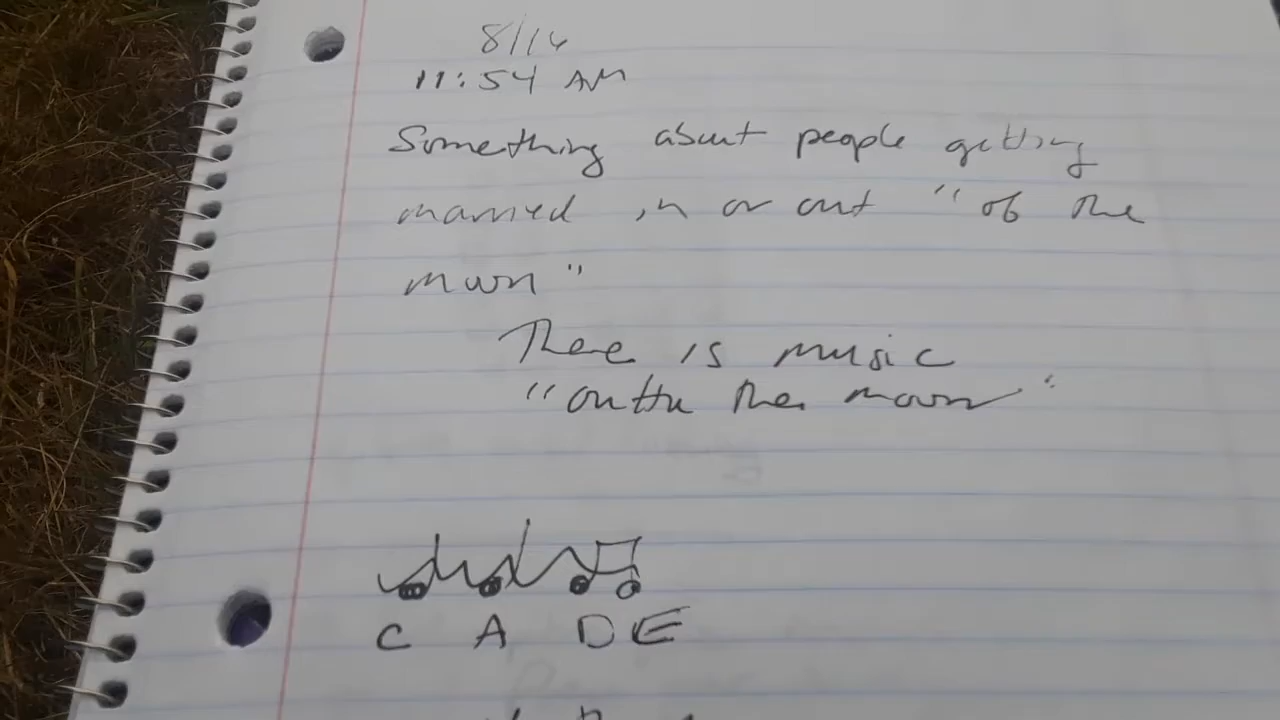 8/16
11:54 AM
Something about people getting
married in or out "of the
moon"
There is music
"outta the moon"
C A D E